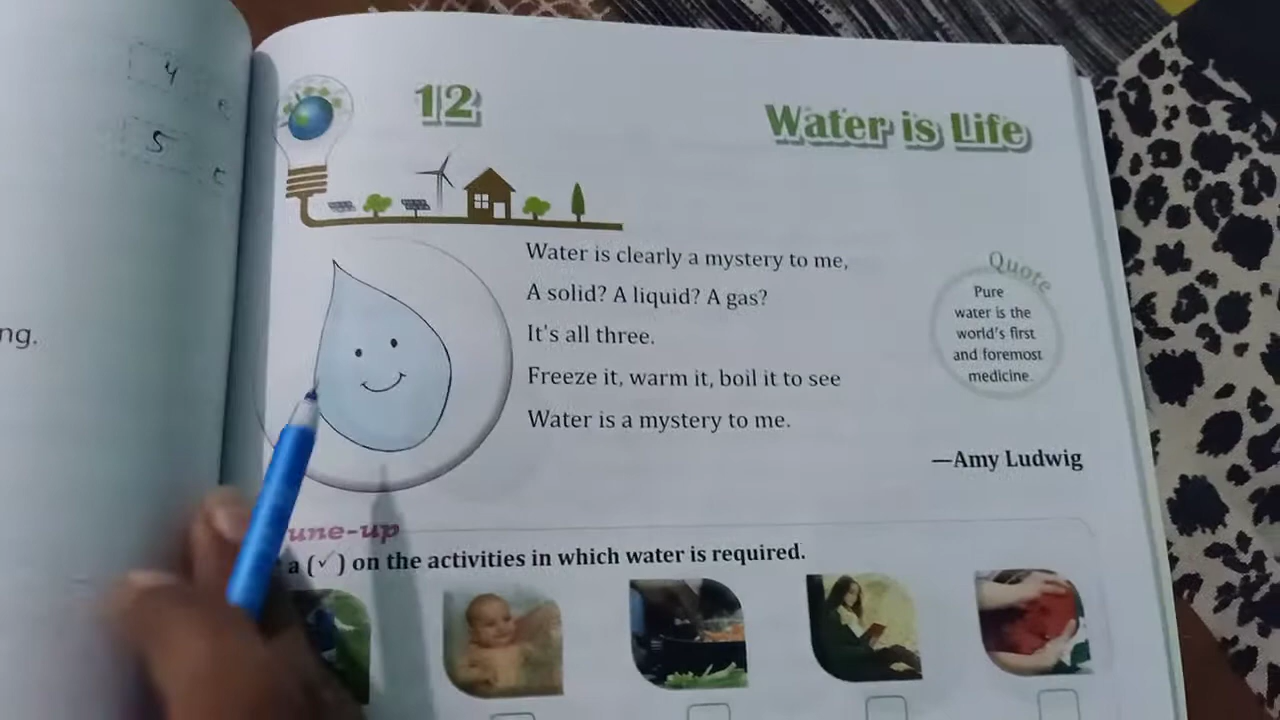 4
5
ng.
12
Water is Life
Water is clearly a mystery to me,
A solid? A liquid? A gas?
It's all three.
Freeze it, warm it, boil it to see
Water is a mystery to me.
—Amy Ludwig
Quote
Pure
water is the
world's first
and foremost
medicine.
une-up
a (✓) on the activities in which water is required.